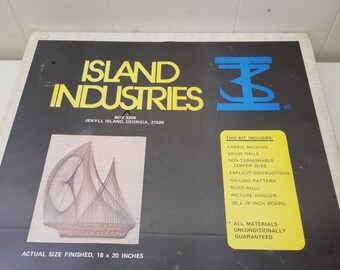 ISLAND
INDUSTRIES
BOX 3208
JEKYLL ISLAND, GEORGIA, 31520
®
THIS KIT INCLUDES:
FABRIC BACKING
BRASS NAILS
NON-TARNISHABLE
COPPER WIRE
EXPLICIT INSTRUCTIONS
NAILING PATTERN
BOAT HULL
PICTURE HANGER
20 x 18 INCH BOARD
* ALL MATERIALS
UNCONDITIONALLY
GUARANTEED
ACTUAL SIZE FINISHED, 18 x 20 INCHES